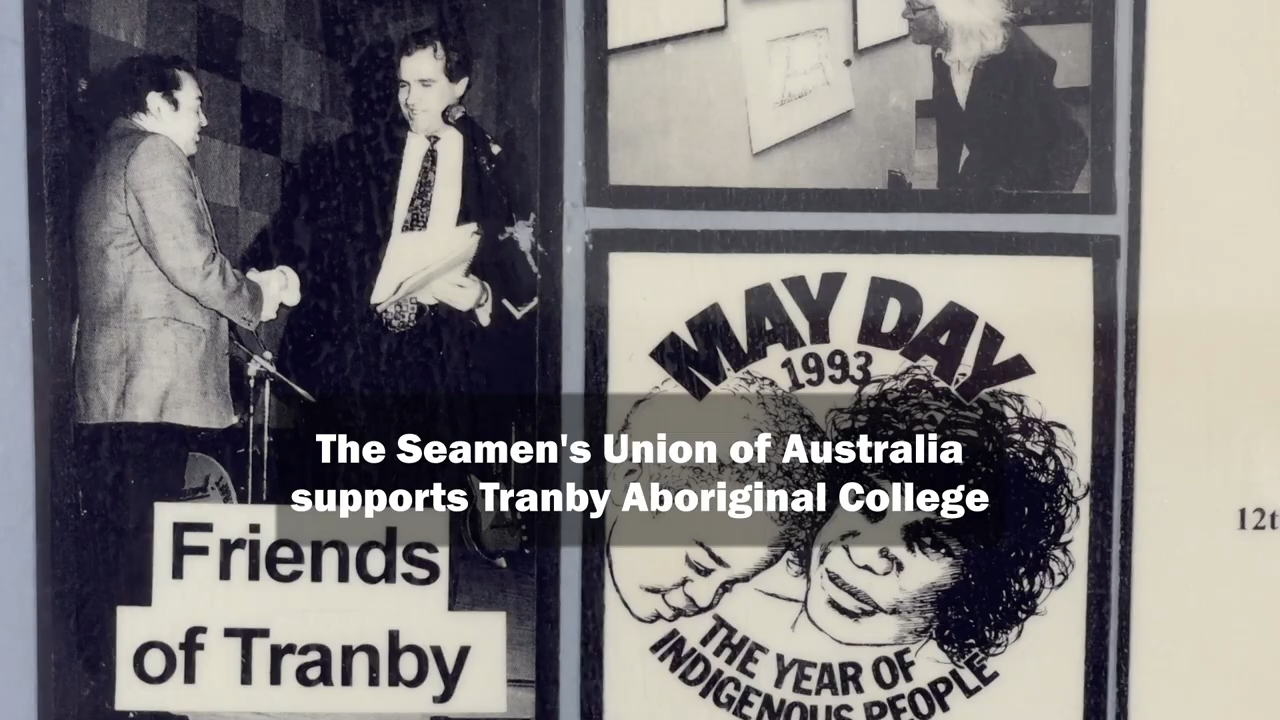 MAY DAY
1993
The Seamen's Union of Australia
supports Tranby Aboriginal College
Friends
of Tranby
THE YEAR OF
INDIGENOUS PEOPLE
12t